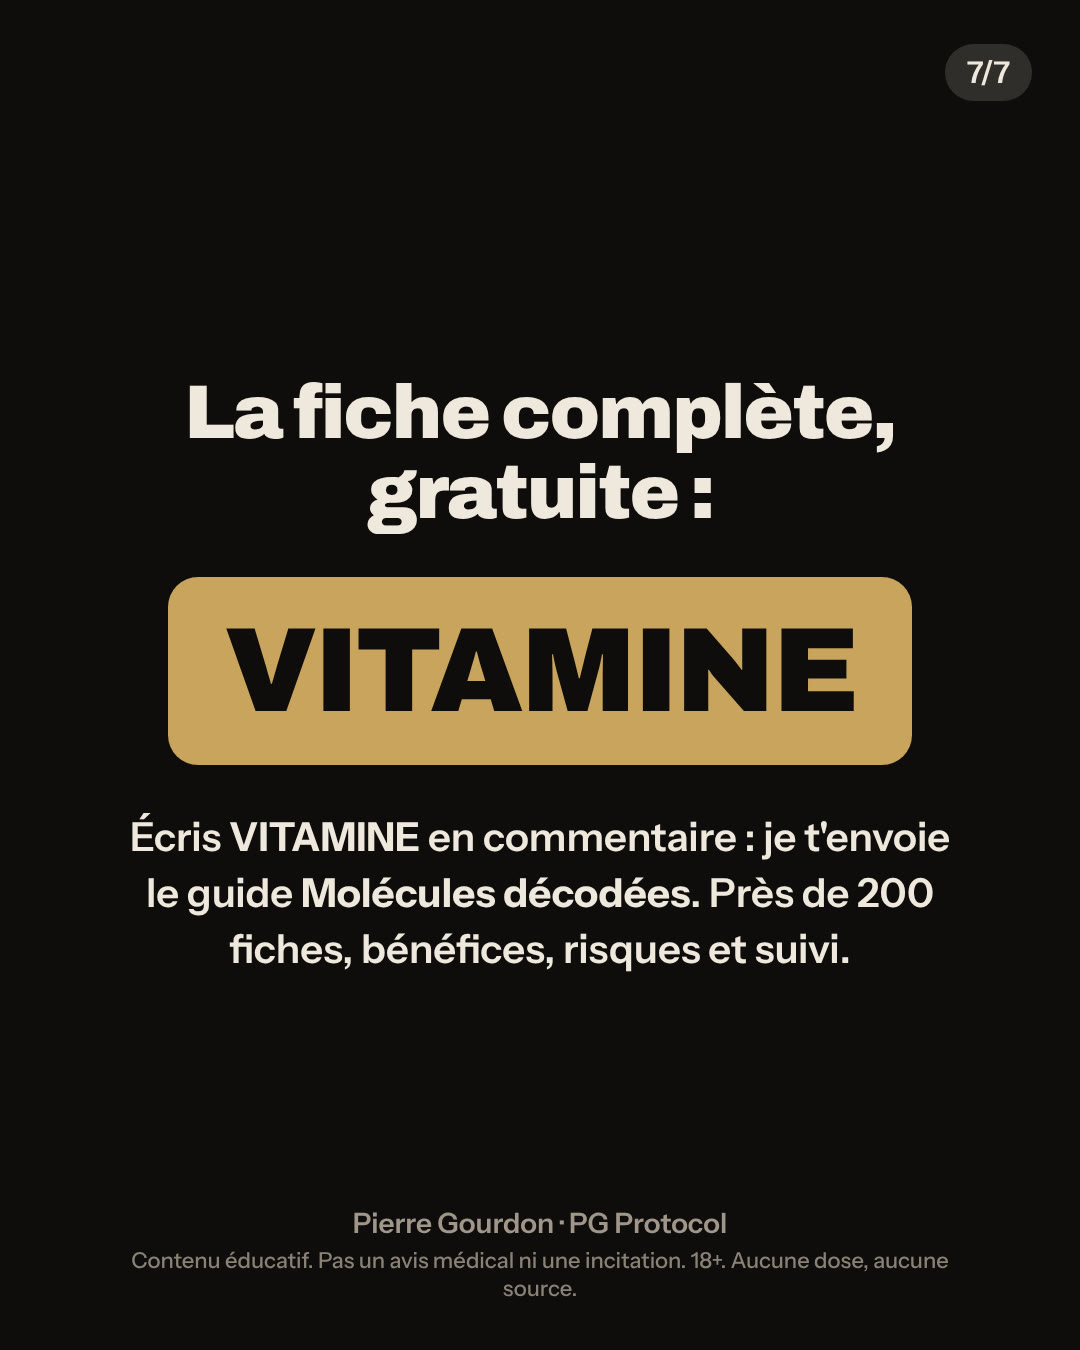 7/7
La fiche complète,
gratuite :
VITAMINE
Écris VITAMINE en commentaire : je t'envoie
le guide Molécules décodées. Près de 200
fiches, bénéfices, risques et suivi.
Pierre Gourdon · PG Protocol
Contenu éducatif. Pas un avis médical ni une incitation. 18+. Aucune dose, aucune
source.